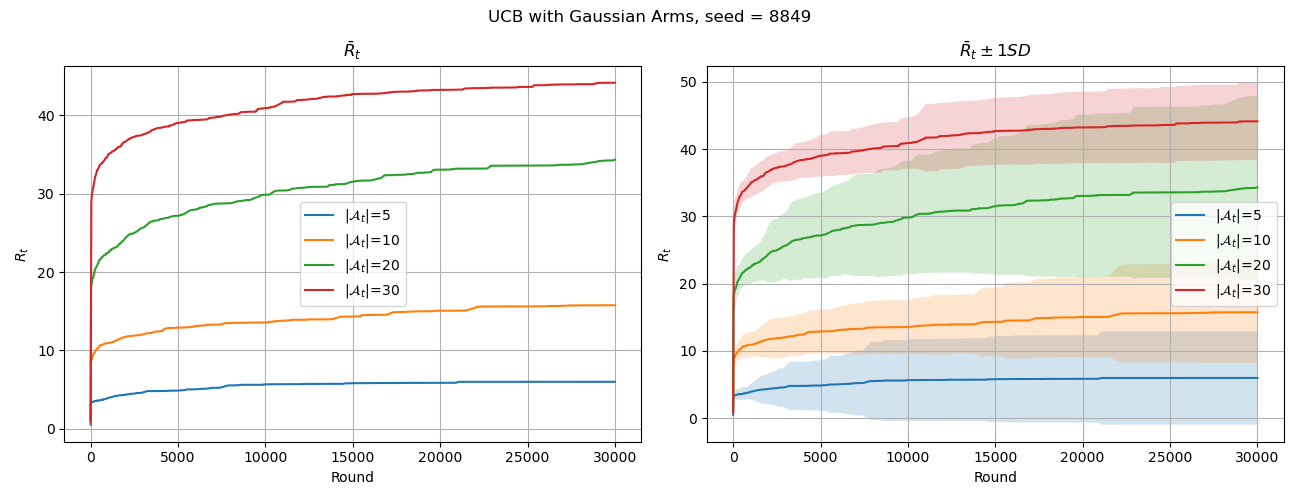 UCB with Gaussian Arms, seed = 8849
R̄ₜ
40
30
20
10
0
Rₜ
0 5000 10000 15000 20000 25000 30000
Round
|𝒜ₜ|=5
|𝒜ₜ|=10
|𝒜ₜ|=20
|𝒜ₜ|=30
R̄ₜ ± 1SD
50
40
30
20
10
0
Rₜ
0 5000 10000 15000 20000 25000 30000
Round
|𝒜ₜ|=5
|𝒜ₜ|=10
|𝒜ₜ|=20
|𝒜ₜ|=30